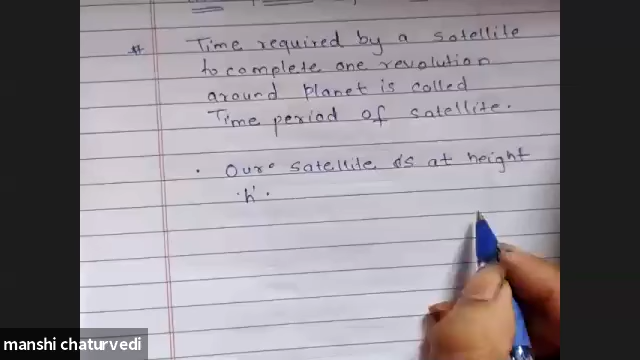 # Time required by a satellite
to complete one revolution
around planet is called
Time period of satellite.
• Our satellite is at height
'h'.
manshi chaturvedi